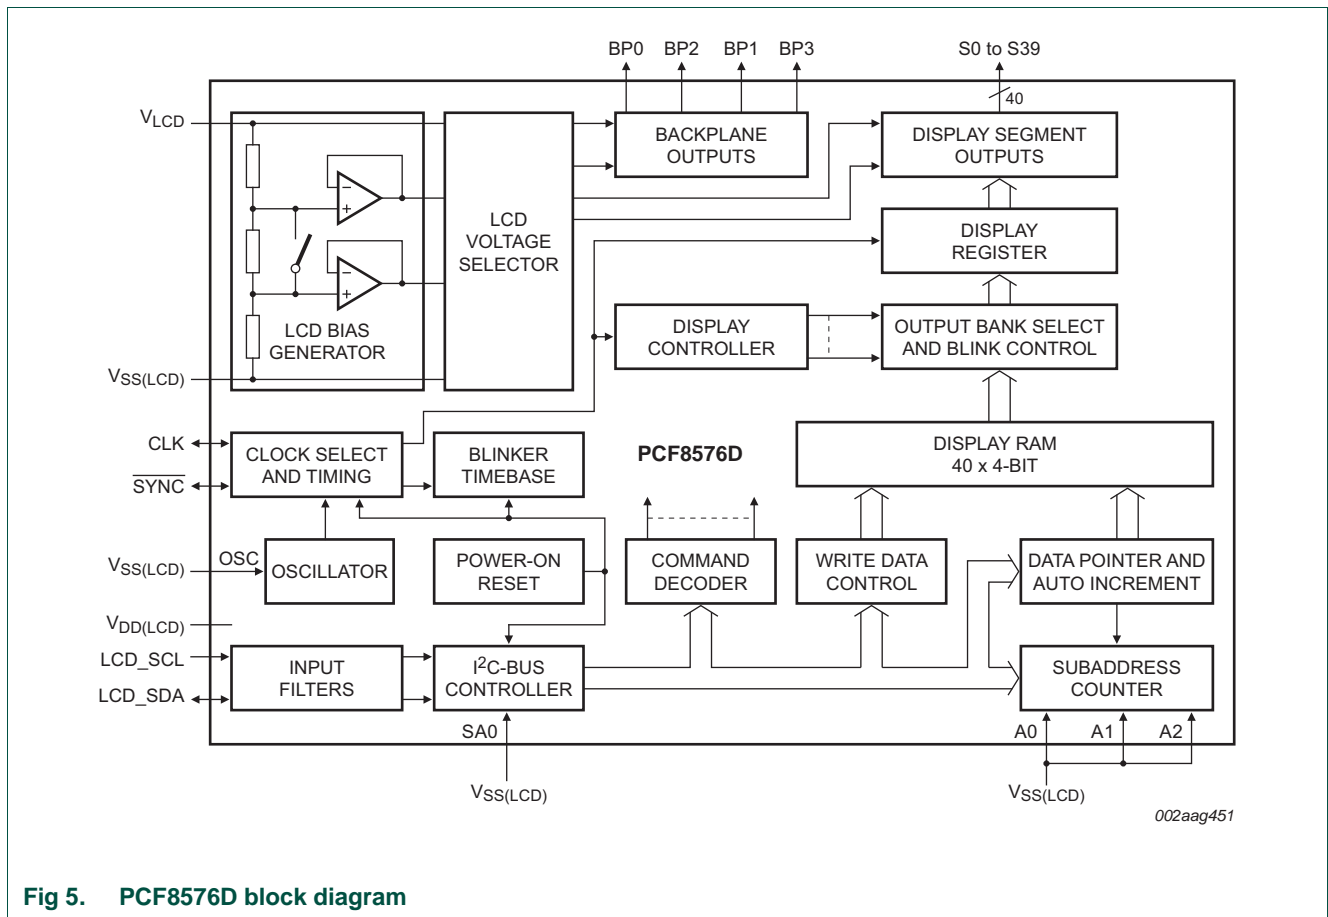 BP0 BP2 BP1 BP3 S0 to S39
40
VLCD
BACKPLANE
OUTPUTS
DISPLAY SEGMENT
OUTPUTS
−
+
LCD
VOLTAGE
SELECTOR
DISPLAY
REGISTER
−
+
LCD BIAS
GENERATOR
DISPLAY
CONTROLLER
OUTPUT BANK SELECT
AND BLINK CONTROL
VSS(LCD)
CLK
SYNC
CLOCK SELECT
AND TIMING
BLINKER
TIMEBASE
PCF8576D
DISPLAY RAM
40 x 4-BIT
VSS(LCD)
OSC
OSCILLATOR
POWER-ON
RESET
COMMAND
DECODER
WRITE DATA
CONTROL
DATA POINTER AND
AUTO INCREMENT
VDD(LCD)
LCD_SCL
LCD_SDA
INPUT
FILTERS
I2C-BUS
CONTROLLER
SUBADDRESS
COUNTER
SA0
A0 A1 A2
VSS(LCD)
VSS(LCD)
002aag451
Fig 5. PCF8576D block diagram